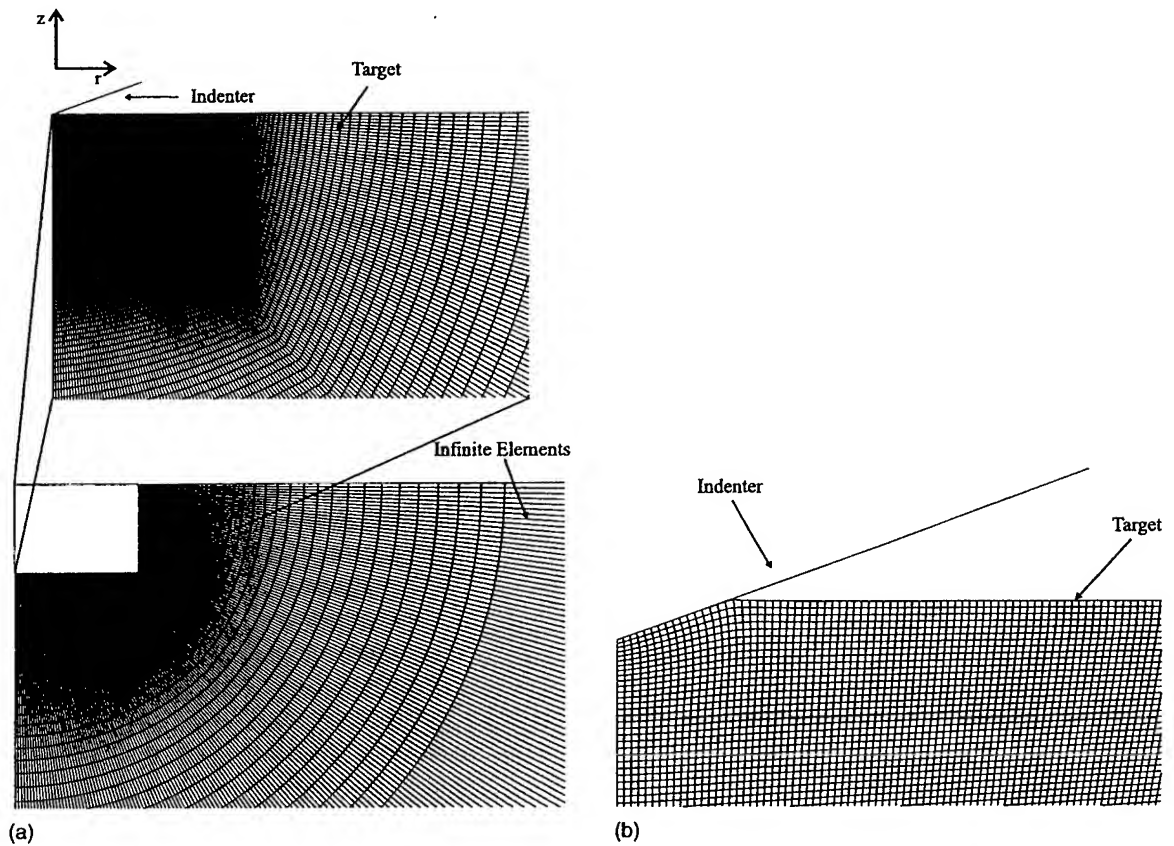 z
r
Indenter
Target
Infinite Elements
(a)
Indenter
Target
(b)